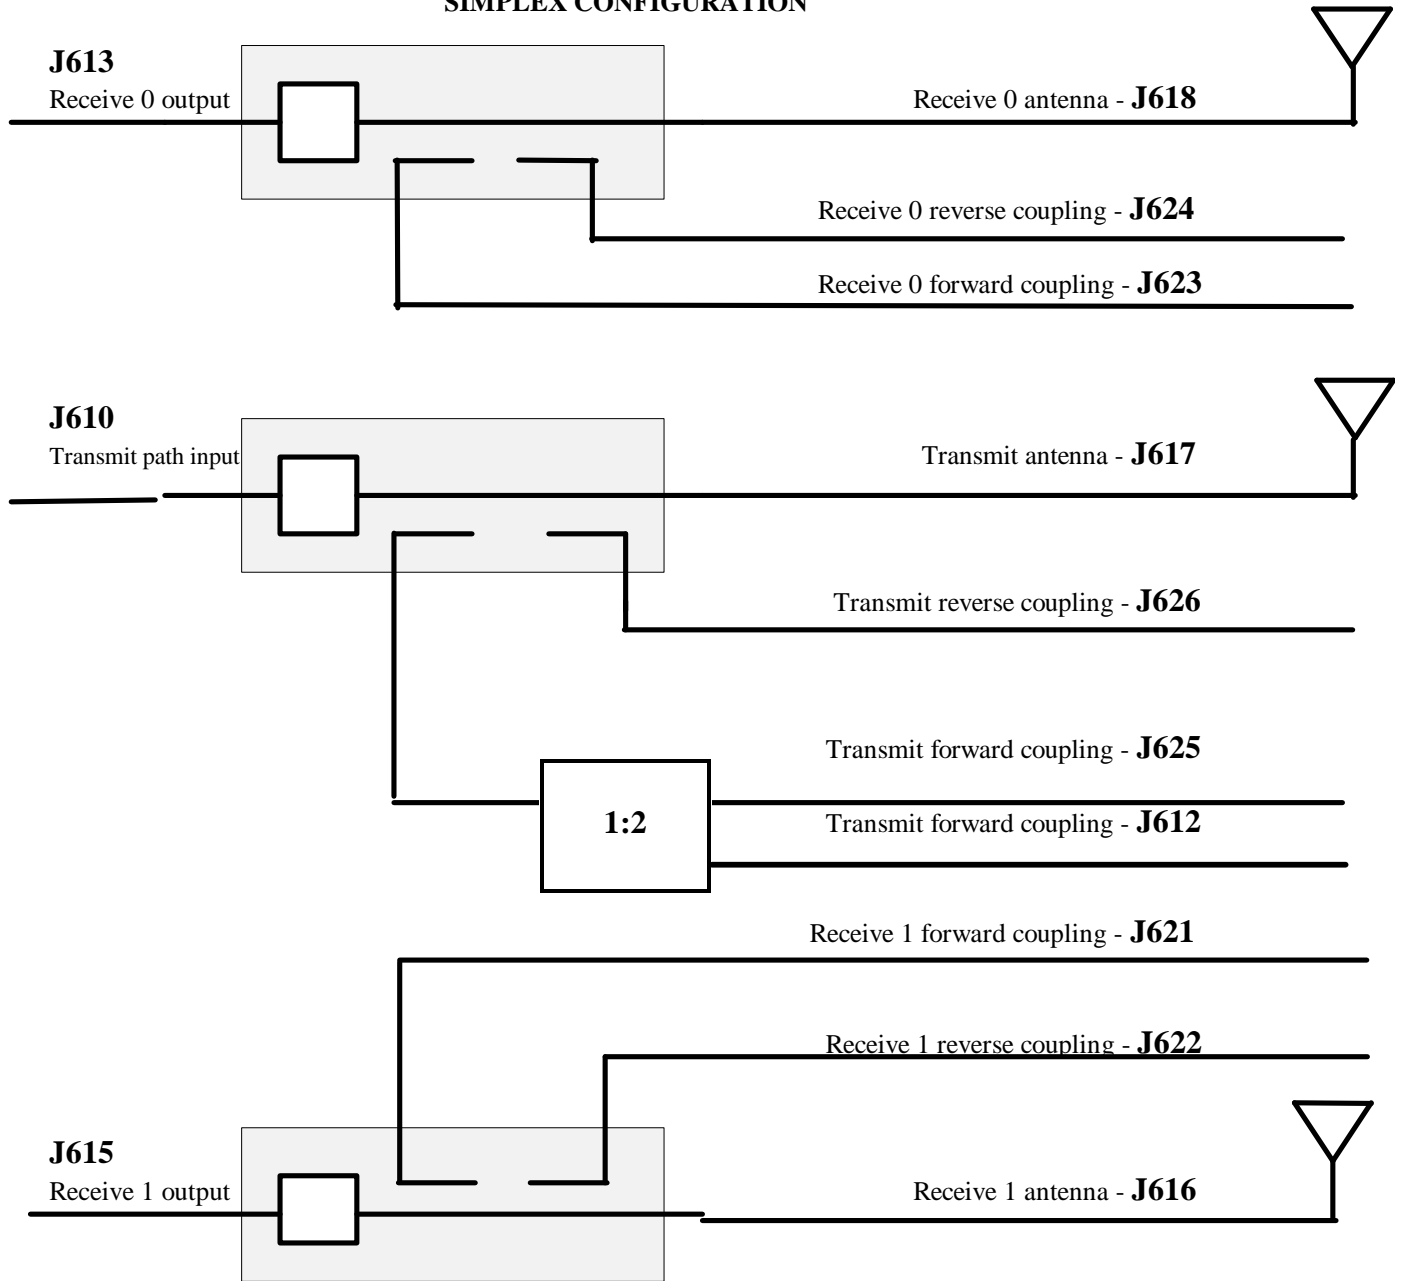 SIMPLEX CONFIGURATION
J613
Receive 0 output
Receive 0 antenna - J618
Receive 0 reverse coupling - J624
Receive 0 forward coupling - J623
J610
Transmit path input
Transmit antenna - J617
Transmit reverse coupling - J626
Transmit forward coupling - J625
1:2
Transmit forward coupling - J612
Receive 1 forward coupling - J621
Receive 1 reverse coupling - J622
J615
Receive 1 output
Receive 1 antenna - J616